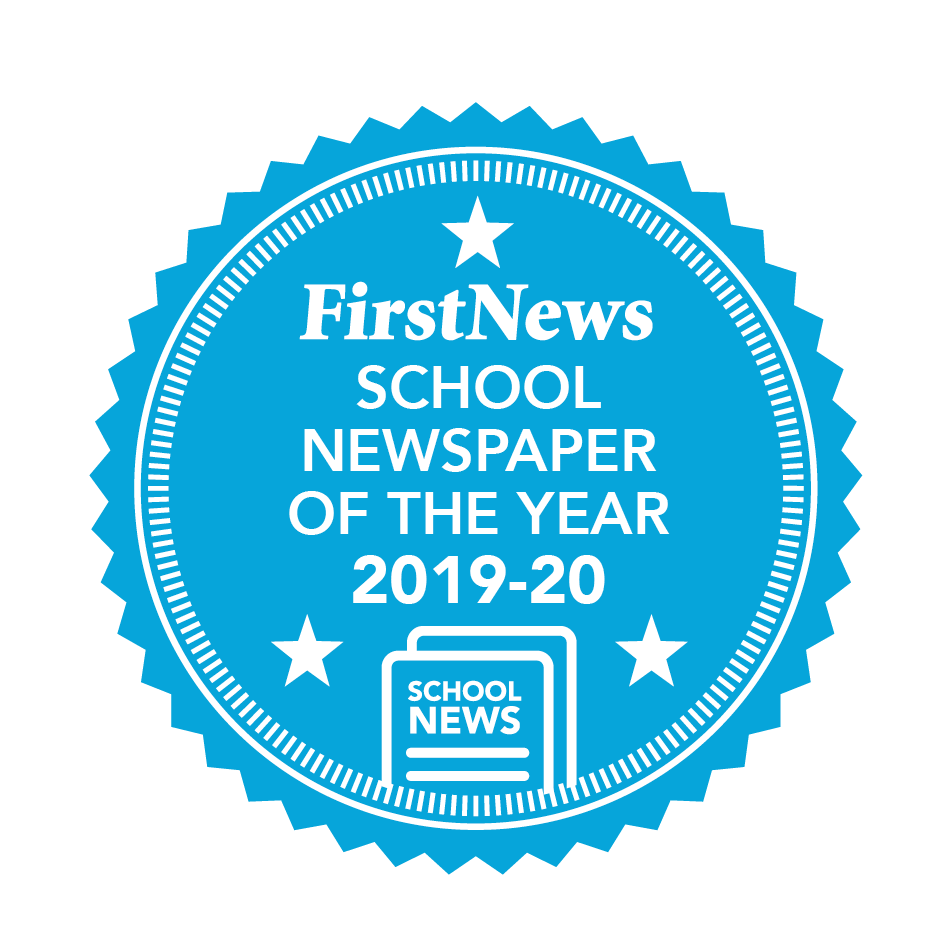 FirstNews
SCHOOL
NEWSPAPER
OF THE YEAR
2019-20
SCHOOL
NEWS